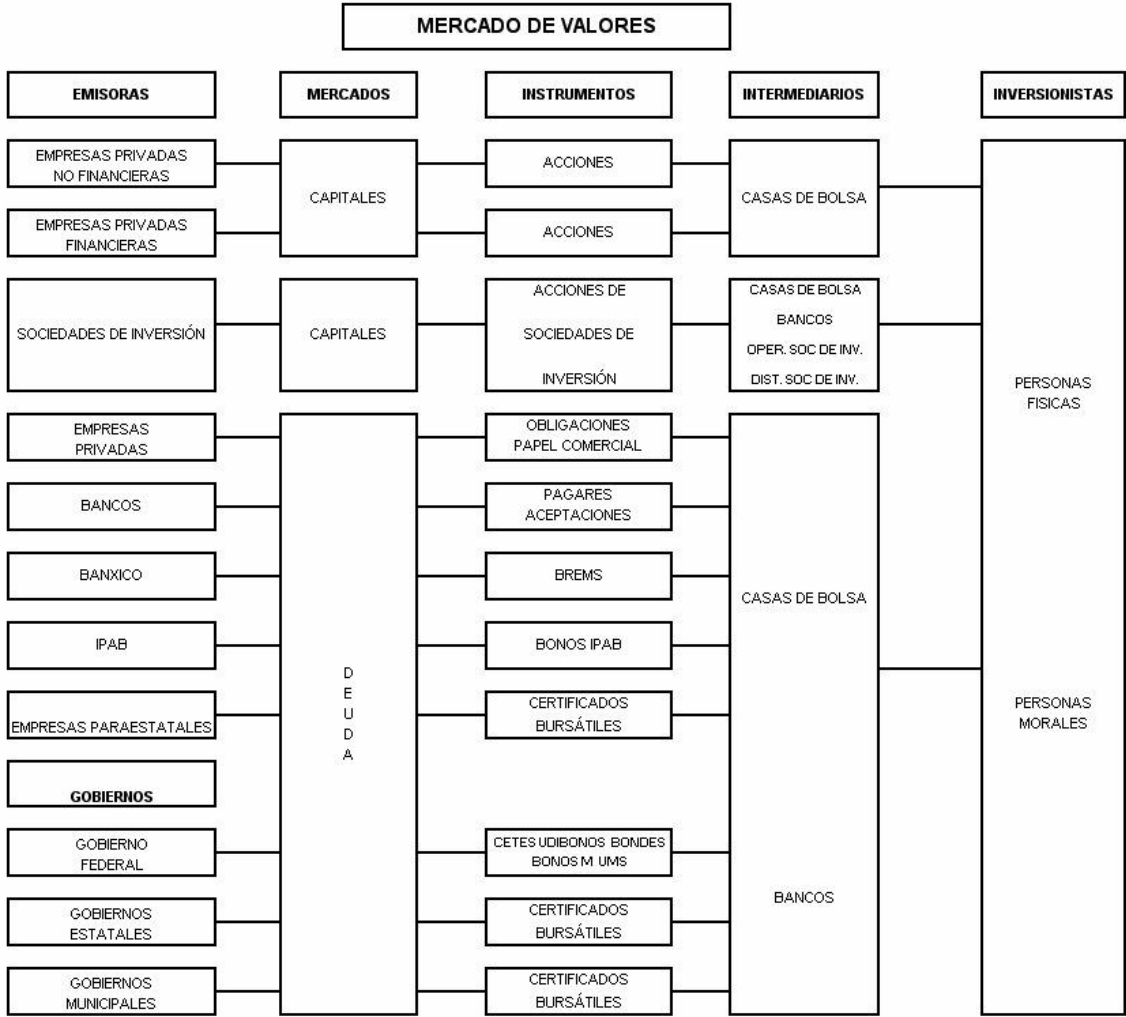 MERCADO DE VALORES
EMISORAS
MERCADOS
INSTRUMENTOS
INTERMEDIARIOS
INVERSIONISTAS
EMPRESAS PRIVADAS
NO FINANCIERAS
CAPITALES
ACCIONES
CASAS DE BOLSA
EMPRESAS PRIVADAS
FINANCIERAS
ACCIONES
SOCIEDADES DE INVERSIÓN
CAPITALES
ACCIONES DE
SOCIEDADES DE
INVERSIÓN
CASAS DE BOLSA
BANCOS
OPER. SOC DE INV.
DIST. SOC DE INV.
PERSONAS
FISICAS
EMPRESAS
PRIVADAS
OBLIGACIONES
PAPEL COMERCIAL
BANCOS
PAGARES
ACEPTACIONES
BANXICO
BREMS
CASAS DE BOLSA
IPAB
BONOS IPAB
D
E
U
D
A
EMPRESAS PARAESTATALES
CERTIFICADOS
BURSÁTILES
PERSONAS
MORALES
GOBIERNOS
GOBIERNO
FEDERAL
CETES UDIBONOS BONDES
BONOS M UMS
BANCOS
GOBIERNOS
ESTATALES
CERTIFICADOS
BURSÁTILES
GOBIERNOS
MUNICIPALES
CERTIFICADOS
BURSÁTILES